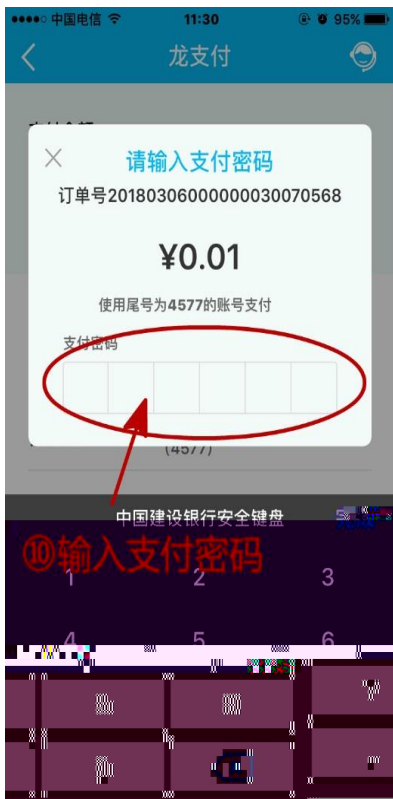 中国电信 11:30 95%
龙支付
请输入支付密码
订单号20180306000000030070568
¥0.01
使用尾号为4577的账号支付
支付密码
(4577)
中国建设银行安全键盘
⑩输入支付密码
1 2 3
4 5 6